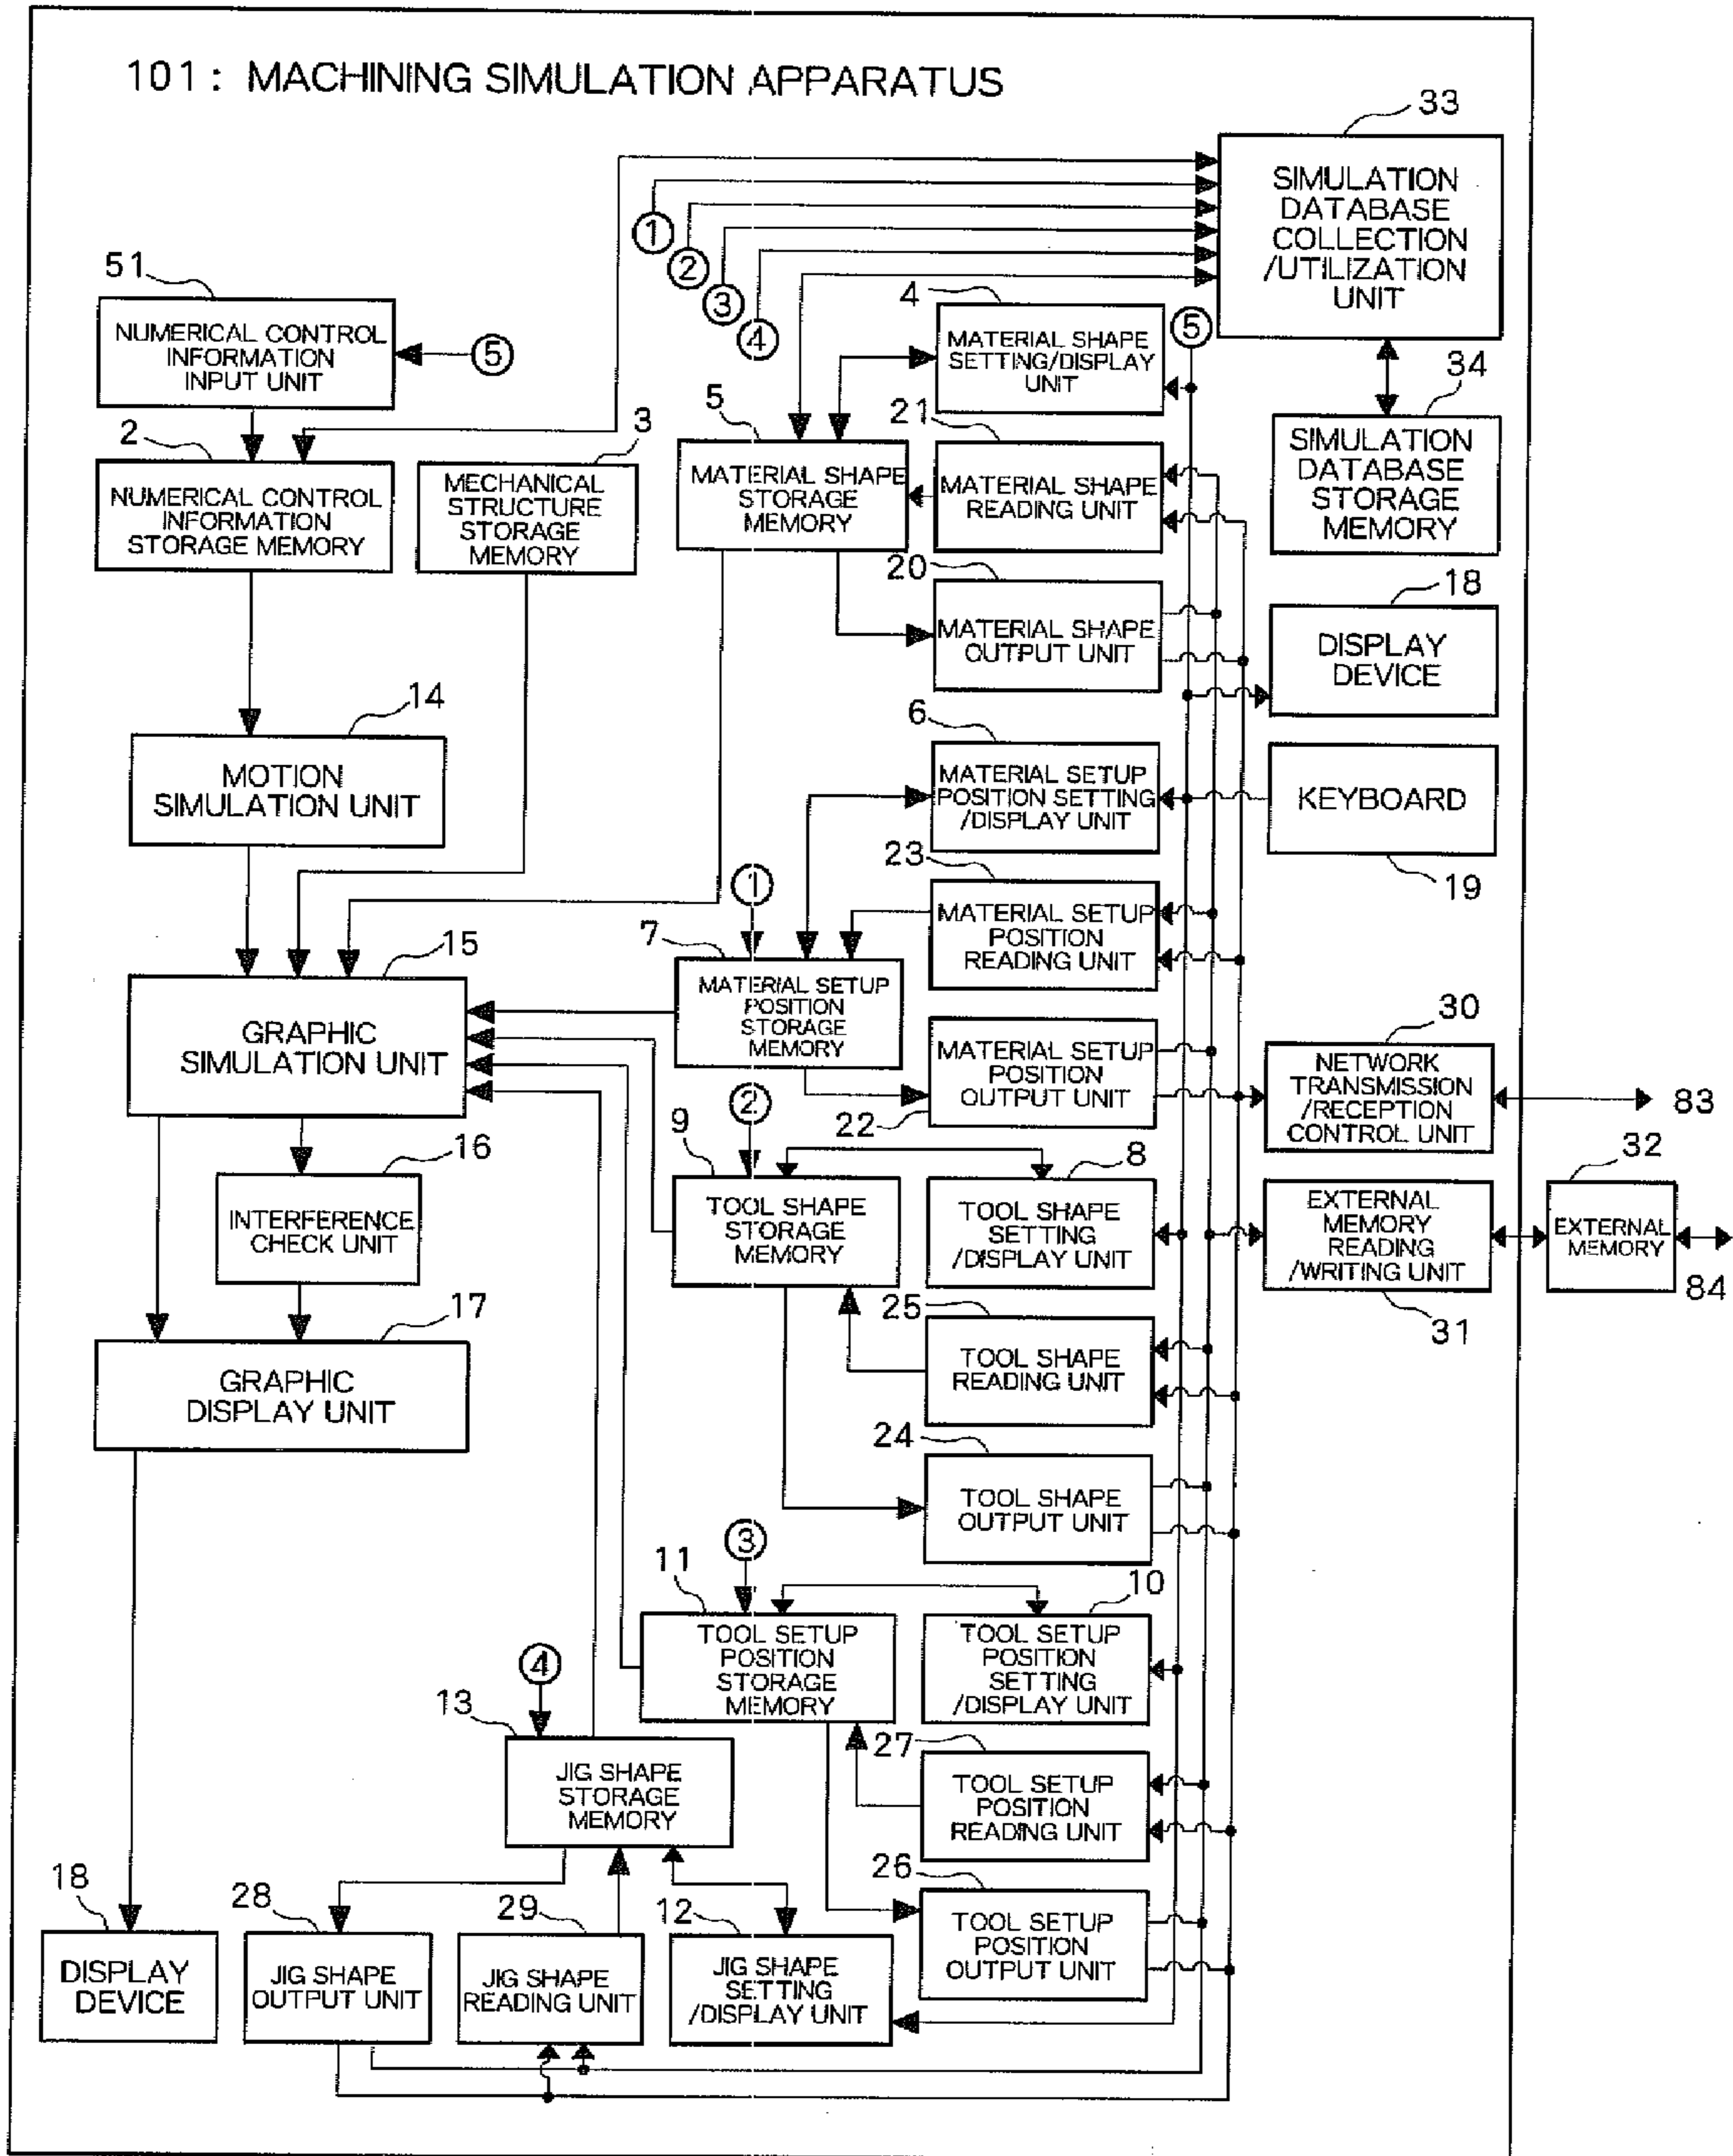 101: MACHINING SIMULATION APPARATUS
33
SIMULATION
DATABASE
COLLECTION
/UTILIZATION
UNIT
①
②
③
④
51
NUMERICAL CONTROL
INFORMATION
INPUT UNIT
⑤
4
MATERIAL SHAPE
SETTING/DISPLAY
UNIT
⑤
34
SIMULATION
DATABASE
STORAGE
MEMORY
2
NUMERICAL CONTROL
INFORMATION
STORAGE MEMORY
3
MECHANICAL
STRUCTURE
STORAGE
MEMORY
5
MATERIAL SHAPE
STORAGE
MEMORY
21
MATERIAL SHAPE
READING UNIT
20
MATERIAL SHAPE
OUTPUT UNIT
18
DISPLAY
DEVICE
14
MOTION
SIMULATION UNIT
6
MATERIAL SETUP
POSITION SETTING
/DISPLAY UNIT
KEYBOARD
19
23
MATERIAL SETUP
POSITION
READING UNIT
①
7
MATERIAL SETUP
POSITION
STORAGE
MEMORY
15
GRAPHIC
SIMULATION UNIT
MATERIAL SETUP
POSITION
OUTPUT UNIT
22
30
NETWORK
TRANSMISSION
/RECEPTION
CONTROL UNIT
83
②
9
TOOL SHAPE
STORAGE
MEMORY
8
TOOL SHAPE
SETTING
/DISPLAY UNIT
EXTERNAL
MEMORY
READING
/WRITING UNIT
31
32
EXTERNAL
MEMORY
84
16
INTERFERENCE
CHECK UNIT
17
GRAPHIC
DISPLAY UNIT
25
TOOL SHAPE
READING UNIT
24
TOOL SHAPE
OUTPUT UNIT
③
11
TOOL SETUP
POSITION
STORAGE
MEMORY
10
TOOL SETUP
POSITION
SETTING
/DISPLAY UNIT
④
13
JIG SHAPE
STORAGE
MEMORY
27
TOOL SETUP
POSITION
READING UNIT
26
TOOL SETUP
POSITION
OUTPUT UNIT
18
DISPLAY
DEVICE
28
JIG SHAPE
OUTPUT UNIT
29
JIG SHAPE
READING UNIT
12
JIG SHAPE
SETTING
/DISPLAY UNIT